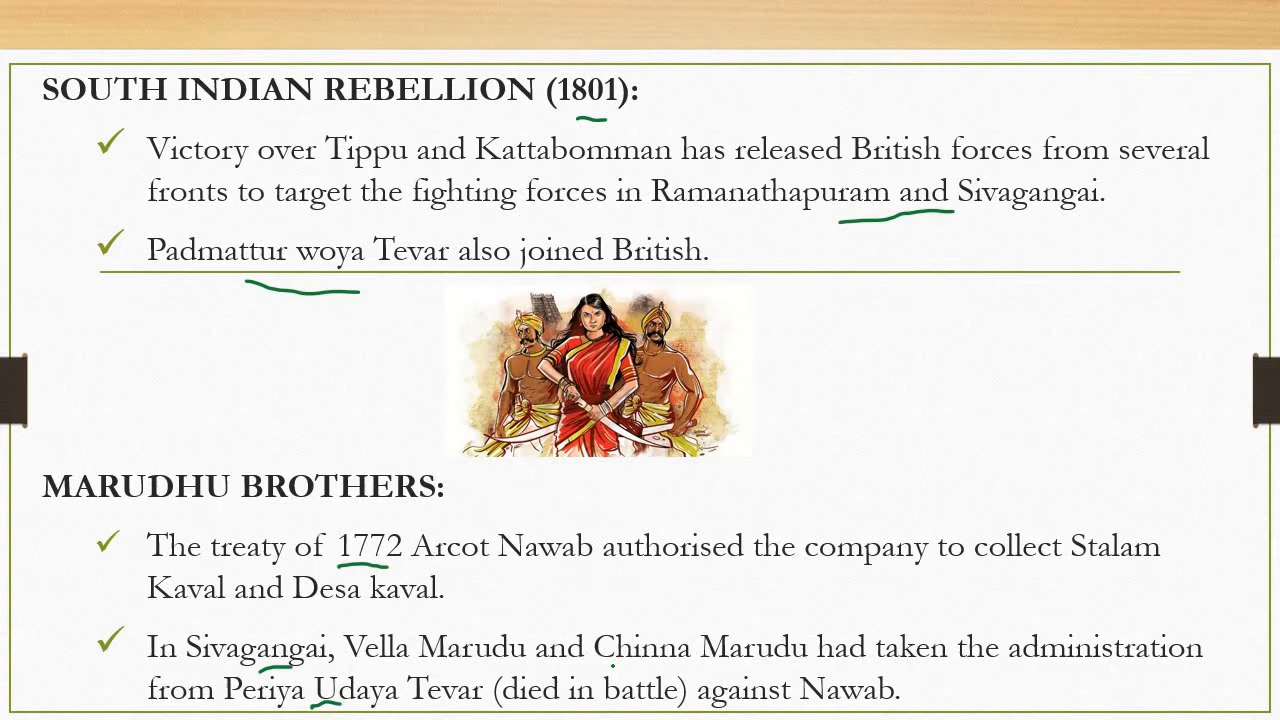 SOUTH INDIAN REBELLION (1801):
Victory over Tippu and Kattabomman has released British forces from several
fronts to target the fighting forces in Ramanathapuram and Sivagangai.
Padmattur woya Tevar also joined British.
MARUDHU BROTHERS:
The treaty of 1772 Arcot Nawab authorised the company to collect Stalam
Kaval and Desa kaval.
In Sivagangai, Vella Marudu and Chinna Marudu had taken the administration
from Periya Udaya Tevar (died in battle) against Nawab.